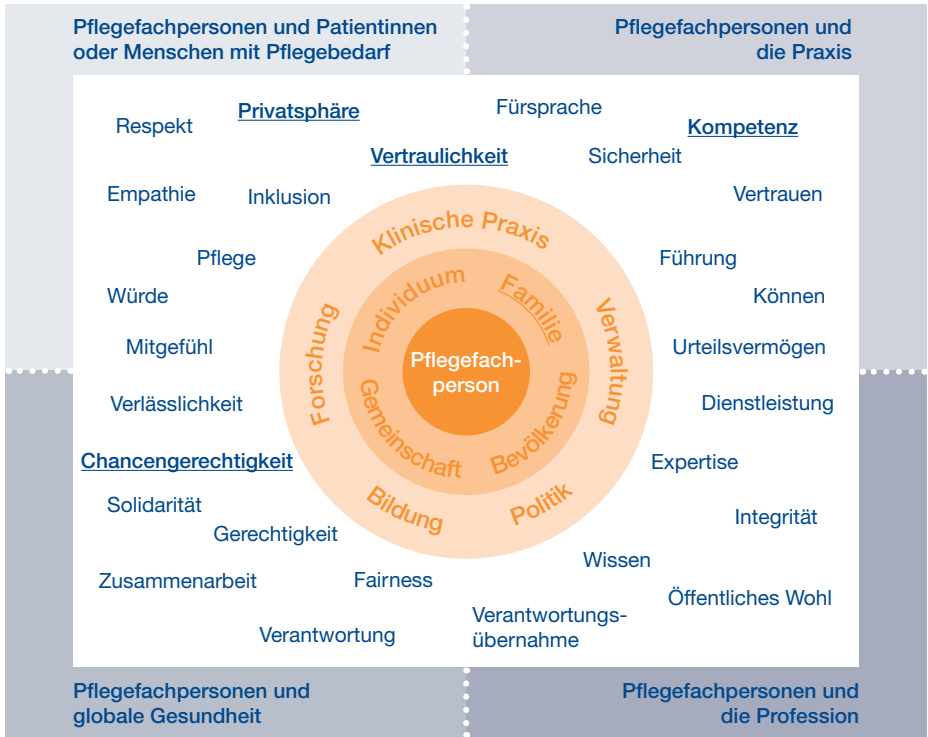 Pflegefachpersonen und Patientinnen
oder Menschen mit Pflegebedarf
Pflegefachpersonen und
die Praxis
Respekt
Privatsphäre
Fürsprache
Kompetenz
Vertraulichkeit
Sicherheit
Empathie
Inklusion
Vertrauen
Pflege
Führung
Würde
Können
Mitgefühl
Urteilsvermögen
Verlässlichkeit
Dienstleistung
Chancengerechtigkeit
Expertise
Solidarität
Integrität
Gerechtigkeit
Wissen
Zusammenarbeit
Fairness
Öffentliches Wohl
Verantwortung
Verantwortungs-
übernahme
Klinische Praxis
Forschung
Verwaltung
Bildung
Politik
Individuum
Familie
Gemeinschaft
Bevölkerung
Pflegefach-
person
Pflegefachpersonen und
globale Gesundheit
Pflegefachpersonen und
die Profession